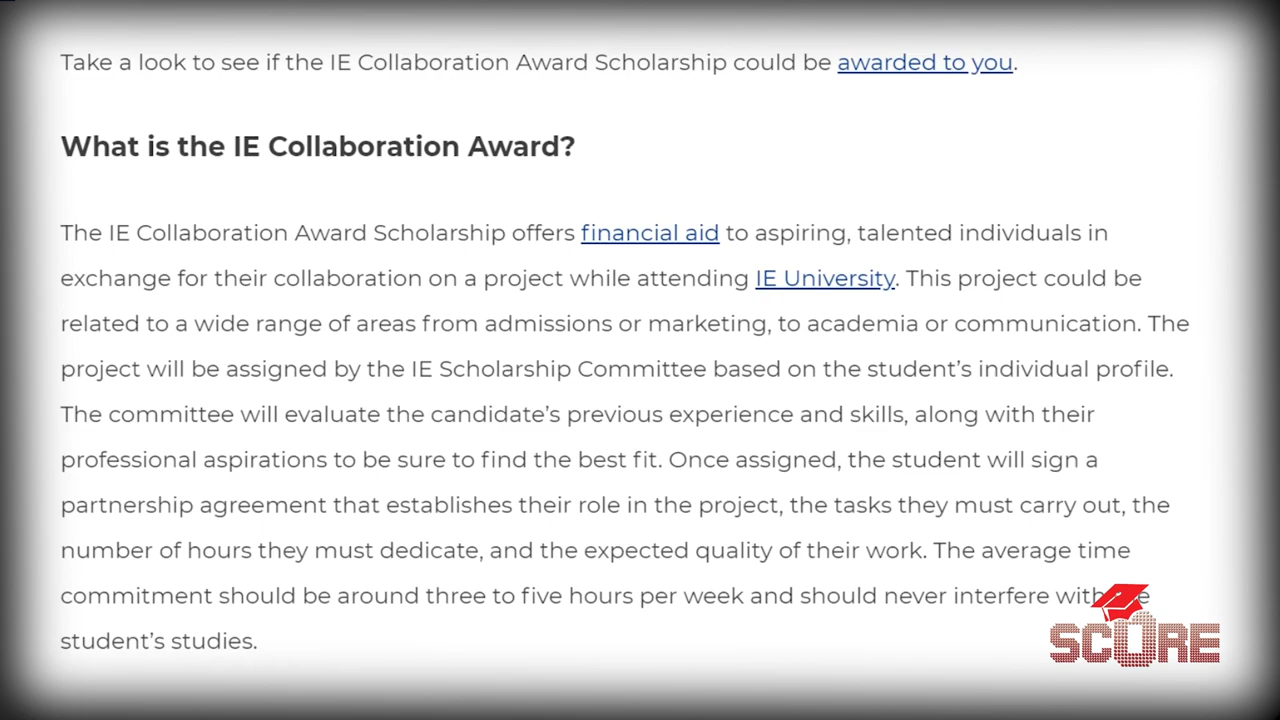 Take a look to see if the IE Collaboration Award Scholarship could be awarded to you.
What is the IE Collaboration Award?
The IE Collaboration Award Scholarship offers financial aid to aspiring, talented individuals in
exchange for their collaboration on a project while attending IE University. This project could be
related to a wide range of areas from admissions or marketing, to academia or communication. The
project will be assigned by the IE Scholarship Committee based on the student’s individual profile.
The committee will evaluate the candidate’s previous experience and skills, along with their
professional aspirations to be sure to find the best fit. Once assigned, the student will sign a
partnership agreement that establishes their role in the project, the tasks they must carry out, the
number of hours they must dedicate, and the expected quality of their work. The average time
commitment should be around three to five hours per week and should never interfere with
student’s studies.
SCORE